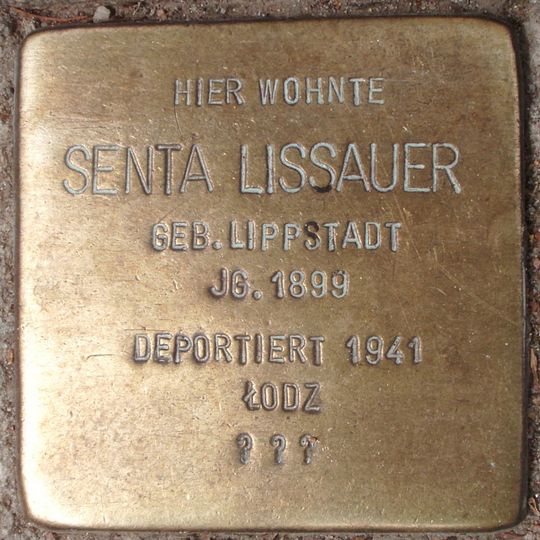 HIER WOHNTE
SENTA LISSAUER
GEB. LIPPSTADT
JG. 1899
DEPORTIERT 1941
ŁODZ
? ? ?